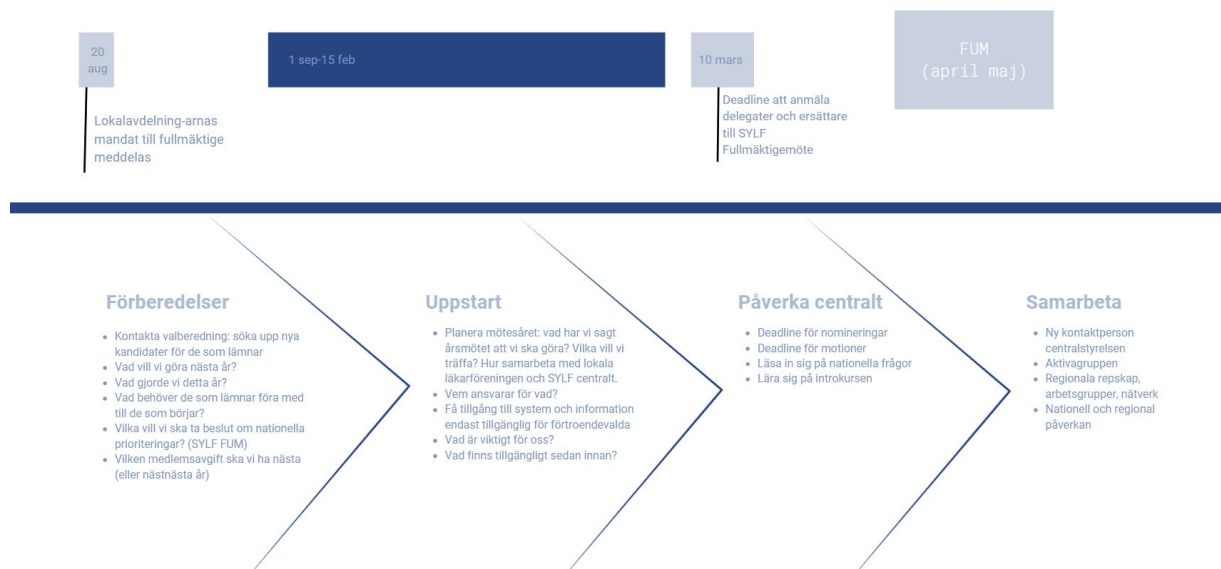 20
aug
1 sep-15 feb
10 mars
FUM
(april maj)
Lokalavdelning-arnas
mandat till fullmäktige
meddelas
Deadline att anmäla
delegater och ersättare
till SYLF
Fullmäktigemöte
Förberedelser
• Kontakta valberedning: söka upp nya
kandidater för de som lämnar
• Vad vill vi göra nästa år?
• Vad gjorde vi detta år?
• Vad behöver de som lämnar föra med
till de som börjar?
• Vilka vill vi ska ta beslut om nationella
prioriteringar? (SYLF FUM)
• Vilken medlemsavgift ska vi ha nästa
(eller nästnästa år)
Uppstart
• Planera mötesåret: vad har vi sagt
årsmötet att vi ska göra? Vilka vill vi
träffa? Hur samarbeta med lokala
läkarföreningen och SYLF centralt.
• Vem ansvarar för vad?
• Få tillgång till system och information
endast tillgänglig för förtroendevalda
• Vad är viktigt för oss?
• Vad finns tillgängligt sedan innan?
Påverka centralt
• Deadline för nomineringar
• Deadline för motioner
• Läsa in sig på nationella frågor
• Lära sig på introkursen
Samarbeta
• Ny kontaktperson
centralstyrelsen
• Aktivagruppen
• Regionala repskap,
arbetsgrupper, nätverk
• Nationell och regional
påverkan